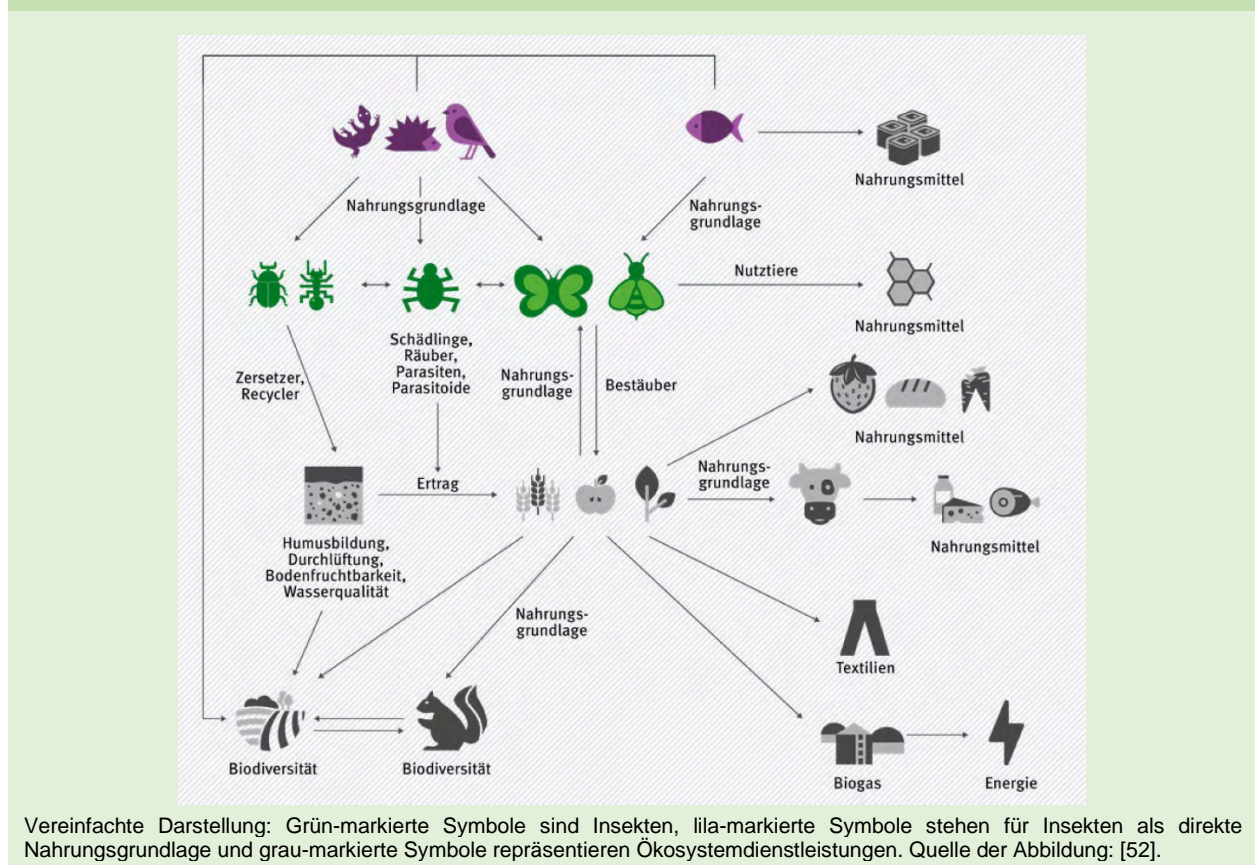 Nahrungsmittel
Nahrungsgrundlage
Nahrungs-
grundlage
Nutztiere
Nahrungsmittel
Schädlinge,
Räuber,
Parasiten,
Parasitoide
Zersetzer,
Recycler
Nahrungs-
grundlage
Bestäuber
Nahrungsmittel
Ertrag
Nahrungs-
grundlage
Nahrungsmittel
Humusbildung,
Durchlüftung,
Bodenfruchtbarkeit,
Wasserqualität
Nahrungs-
grundlage
Textilien
Biodiversität
Biodiversität
Biogas
Energie
Vereinfachte Darstellung: Grün-markierte Symbole sind Insekten, lila-markierte Symbole stehen für Insekten als direkte
Nahrungsgrundlage und grau-markierte Symbole repräsentieren Ökosystemdienstleistungen. Quelle der Abbildung: [52].